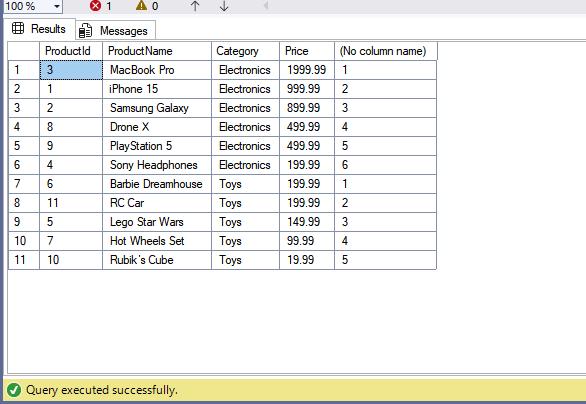 100 % 1 0
Results Messages
ProductId ProductName Category Price (No column name)
1 3 MacBook Pro Electronics 1999.99 1
2 1 iPhone 15 Electronics 999.99 2
3 2 Samsung Galaxy Electronics 899.99 3
4 8 Drone X Electronics 499.99 4
5 9 PlayStation 5 Electronics 499.99 5
6 4 Sony Headphones Electronics 199.99 6
7 6 Barbie Dreamhouse Toys 199.99 1
8 11 RC Car Toys 199.99 2
9 5 Lego Star Wars Toys 149.99 3
10 7 Hot Wheels Set Toys 99.99 4
11 10 Rubik's Cube Toys 19.99 5
Query executed successfully.